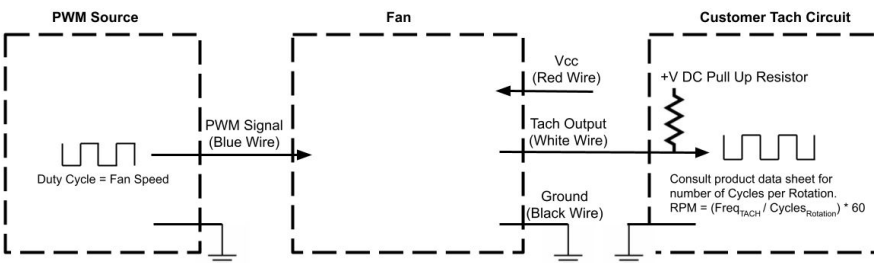 PWM Source
Fan
Customer Tach Circuit
Vcc
(Red Wire)
+V DC Pull Up Resistor
PWM Signal
(Blue Wire)
Tach Output
(White Wire)
Duty Cycle = Fan Speed
Consult product data sheet for
number of Cycles per Rotation.
RPM = (FreqTACH / CyclesRotation) * 60
Ground
(Black Wire)